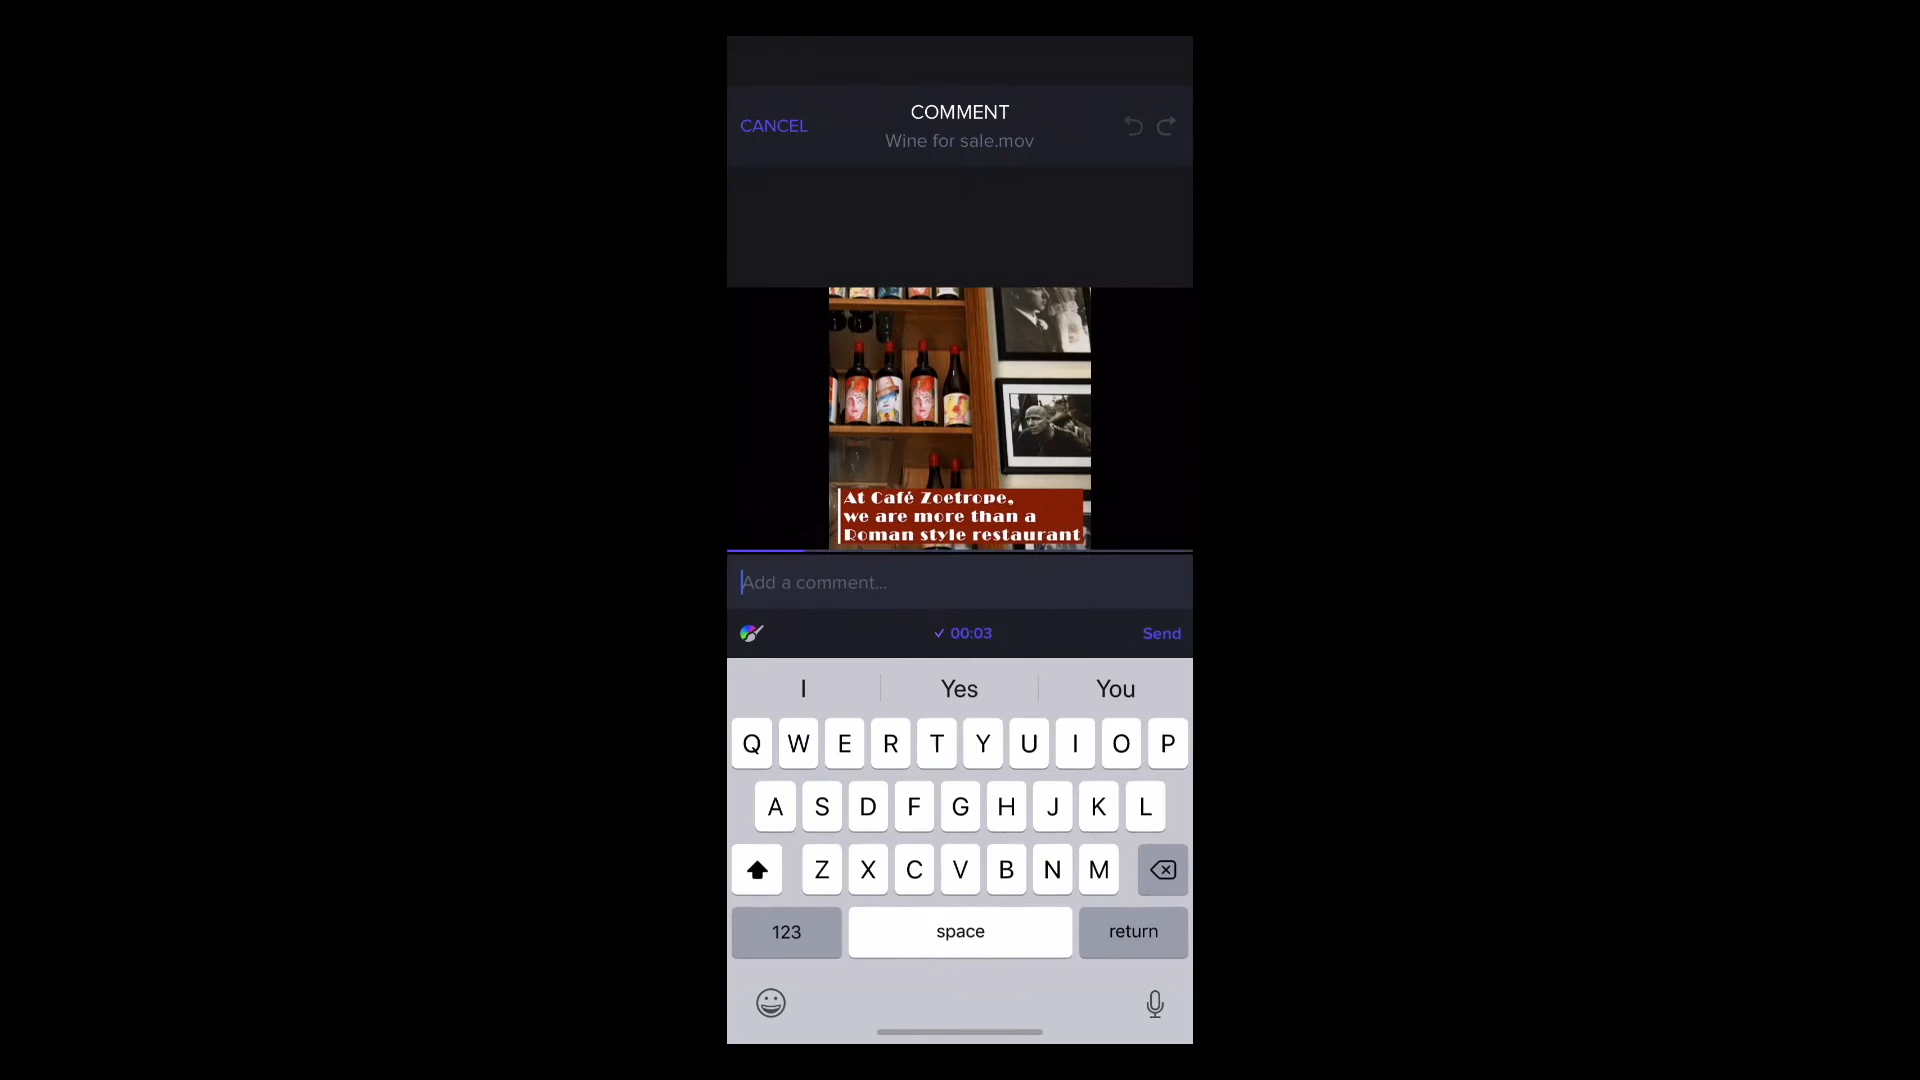 COMMENT
CANCEL
Wine for sale.mov
At Café Zoetrope,
we are more than a
Roman style restaurant
Add a comment...
00:03
Send
I Yes You
Q W E R T Y U I O P
A S D F G H J K L
Z X C V B N M
123 space return